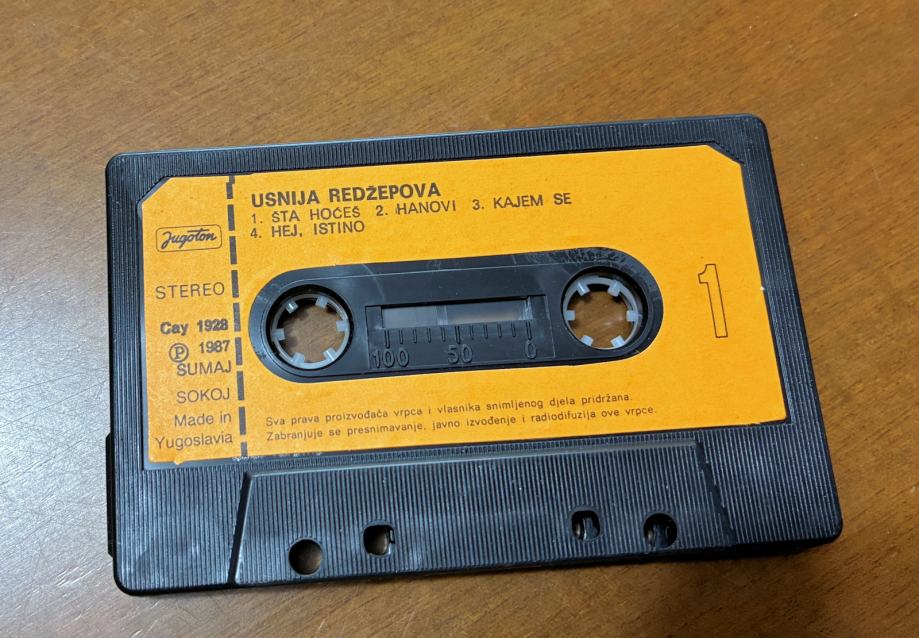 USNIJA REDŽEPOVA
1. ŠTA HOĆEŠ 2. HANOVI 3. KAJEM SE
4. HEJ, ISTINO
Jugoton
STEREO
Cay 1928
Ⓟ 1987
SUMAJ
SOKOJ
Made in
Yugoslavia
1
100 50 0
Sva prava proizvođača vrpca i vlasnika snimljenog djela pridržana.
Zabranjuje se presnimavanje, javno izvođenje i radiodifuzija ove vrpce.